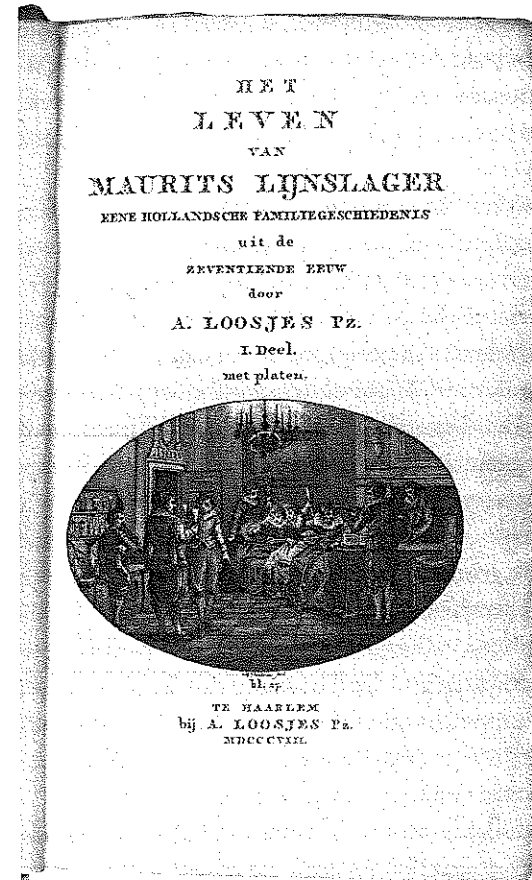 HET
LEVEN
VAN
MAURITS LIJNSLAGER
EENE HOLLANDSCHE FAMILIEGESCHIEDENIS
uit de
ZEVENTIENDE EEUW
door
A. LOOSJES Pz.
I. Deel.
met platen.
bl.
TE HAARLEM
bij A. LOOSJES Pz.
MDCCCVIII.